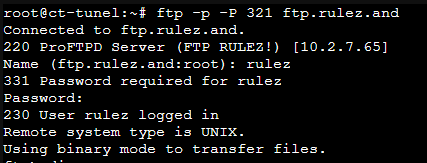 root@ct-tunel:~# ftp -p -P 321 ftp.rulez.and
Connected to ftp.rulez.and.
220 ProFTPD Server (FTP RULEZ!) [10.2.7.65]
Name (ftp.rulez.and:root): rulez
331 Password required for rulez
Password:
230 User rulez logged in
Remote system type is UNIX.
Using binary mode to transfer files.